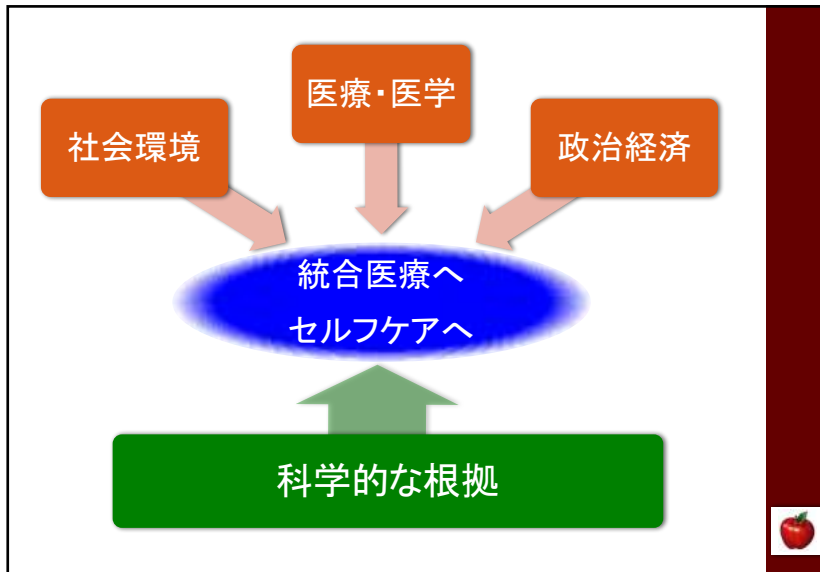 医療・医学
社会環境
政治経済
統合医療へ
セルフケアへ
科学的な根拠